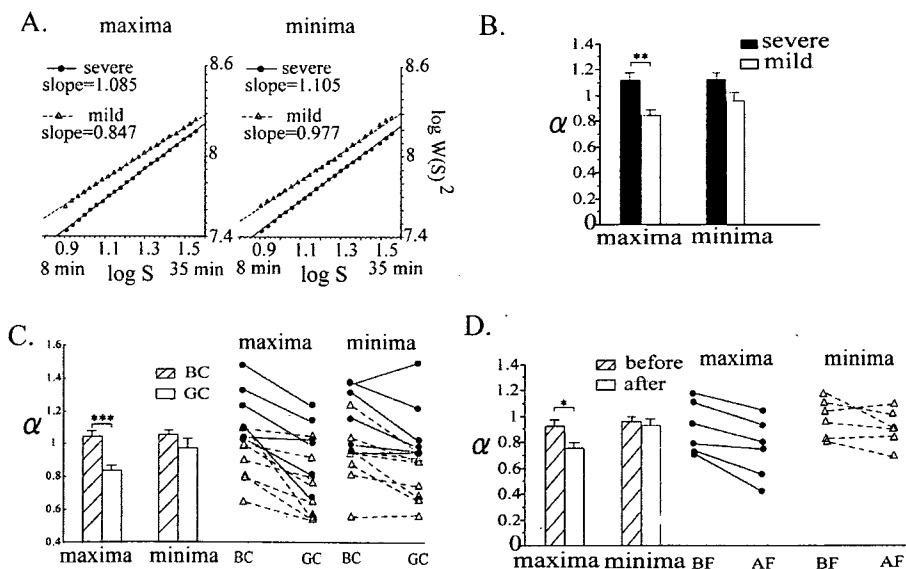 A.
maxima
minima
8.6
8.6
severe
slope=1.085
severe
slope=1.105
mild
slope=0.847
mild
slope=0.977
8
8
log W(S)²
7.4
7.4
0.9 1.1 1.3 1.5
0.9 1.1 1.3 1.5
8 min 35 min
8 min 35 min
log S
log S
B.
severe
mild
1.4
1.2
1
0.8
0.6
0.4
0.2
0
α
**
maxima minima
C.
1.6
1.4
1.2
1
0.8
0.6
0.4
α
BC
GC
***
maxima minima
maxima minima
BC GC BC GC
D.
1.4
1.2
1
0.8
0.6
0.4
0.2
0
α
before
after
*
maxima minima
maxima
minima
BF AF BF AF